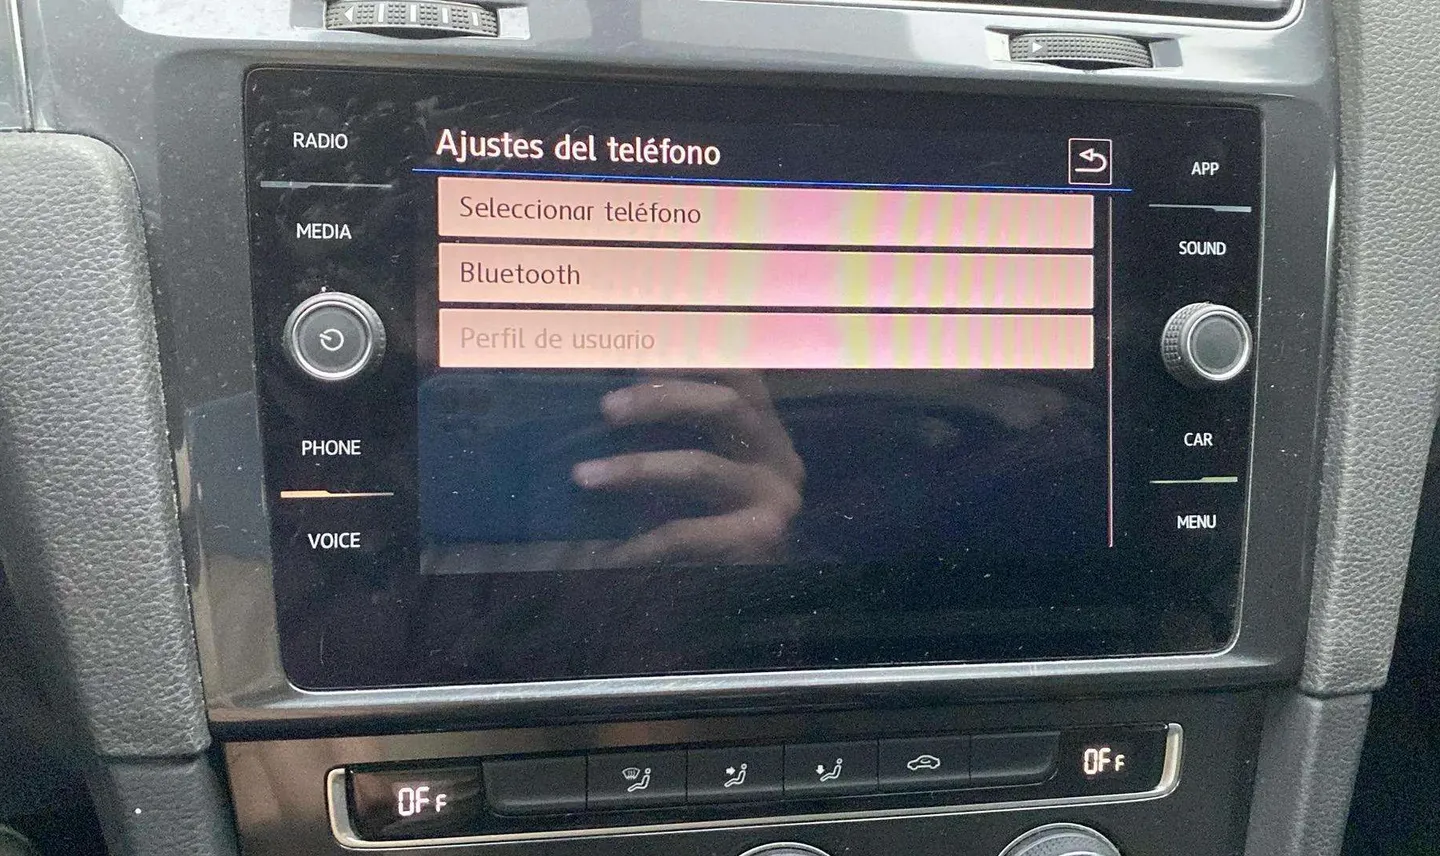 RADIO
MEDIA
PHONE
VOICE
Ajustes del teléfono
Seleccionar teléfono
Bluetooth
Perfil de usuario
APP
SOUND
CAR
MENU
OFF
OFF